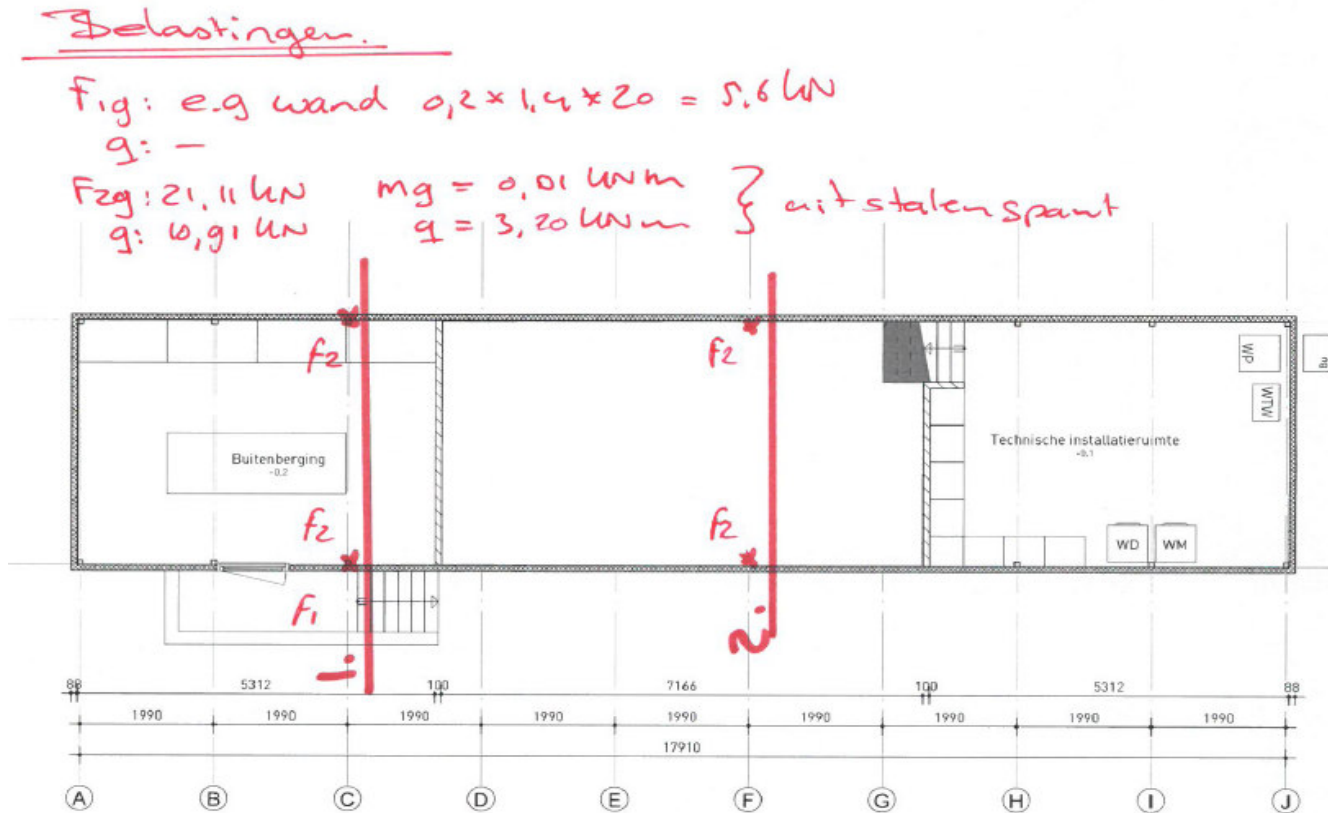 Belastingen.
F1g: e.g wand 0,2 * 1,4 * 20 = 5,6 kN
q: -
F2g: 21,11 kN mg = 0,01 kNm } uit stalen spant
q: 10,91 kN q = 3,20 kNm
F2 F2
WP
Bu
WTW
Buitenberging
-0,2
Technische installatieruimte
-0,1
F2 F2
WD WM
F1
1. 2.
88 5312 100 7166 100 5312 88
1990 1990 1990 1990 1990 1990 1990 1990 1990
17910
A B C D E F G H I J